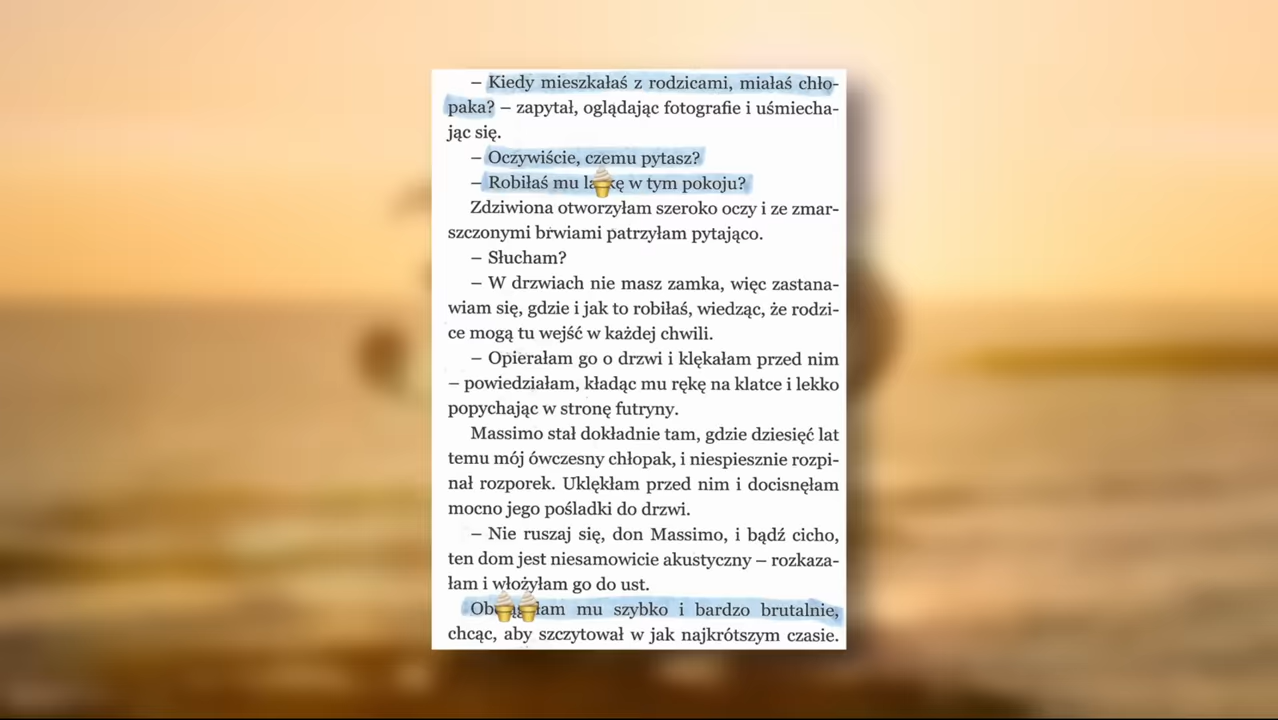 – Kiedy mieszkałaś z rodzicami, miałaś chło-
paka? – zapytał, oglądając fotografie i uśmiecha-
jąc się.
– Oczywiście, czemu pytasz?
– Robiłaś mu w tym pokoju?
Zdziwiona otworzyłam szeroko oczy i ze zmar-
szczonymi brwiami patrzyłam pytająco.
– Słucham?
– W drzwiach nie masz zamka, więc zastana-
wiam się, gdzie i jak to robiłaś, wiedząc, że rodzi-
ce mogą tu wejść w każdej chwili.
– Opierałam go o drzwi i klękałam przed nim
– powiedziałam, kładąc mu rękę na klatce i lekko
popychając w stronę futryny.
Massimo stał dokładnie tam, gdzie dziesięć lat
temu mój ówczesny chłopak, i niespiesznie rozpi-
nał rozporek. Uklękłam przed nim i docisnęłam
mocno jego pośladki do drzwi.
– Nie ruszaj się, don Massimo, i bądź cicho,
ten dom jest niesamowicie akustyczny – rozkaza-
łam i włożyłam go do ust.
mu szybko i bardzo brutalnie,
chcąc, aby szczytował w jak najkrótszym czasie.